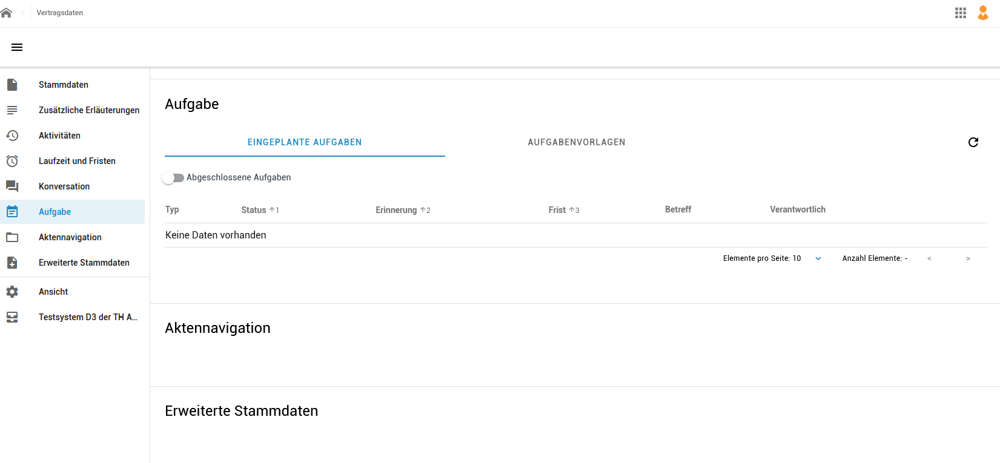 Vertragsdaten
Stammdaten
Zusätzliche Erläuterungen
Aktivitäten
Laufzeit und Fristen
Konversation
Aufgabe
Aktennavigation
Erweiterte Stammdaten
Ansicht
Testsystem D3 der TH A...
Aufgabe
EINGEPLANTE AUFGABEN AUFGABENVORLAGEN
Abgeschlossene Aufgaben
Typ Status ↑1 Erinnerung ↑2 Frist ↑3 Betreff Verantwortlich
Keine Daten vorhanden
Elemente pro Seite: 10 Anzahl Elemente: - < >
Aktennavigation
Erweiterte Stammdaten